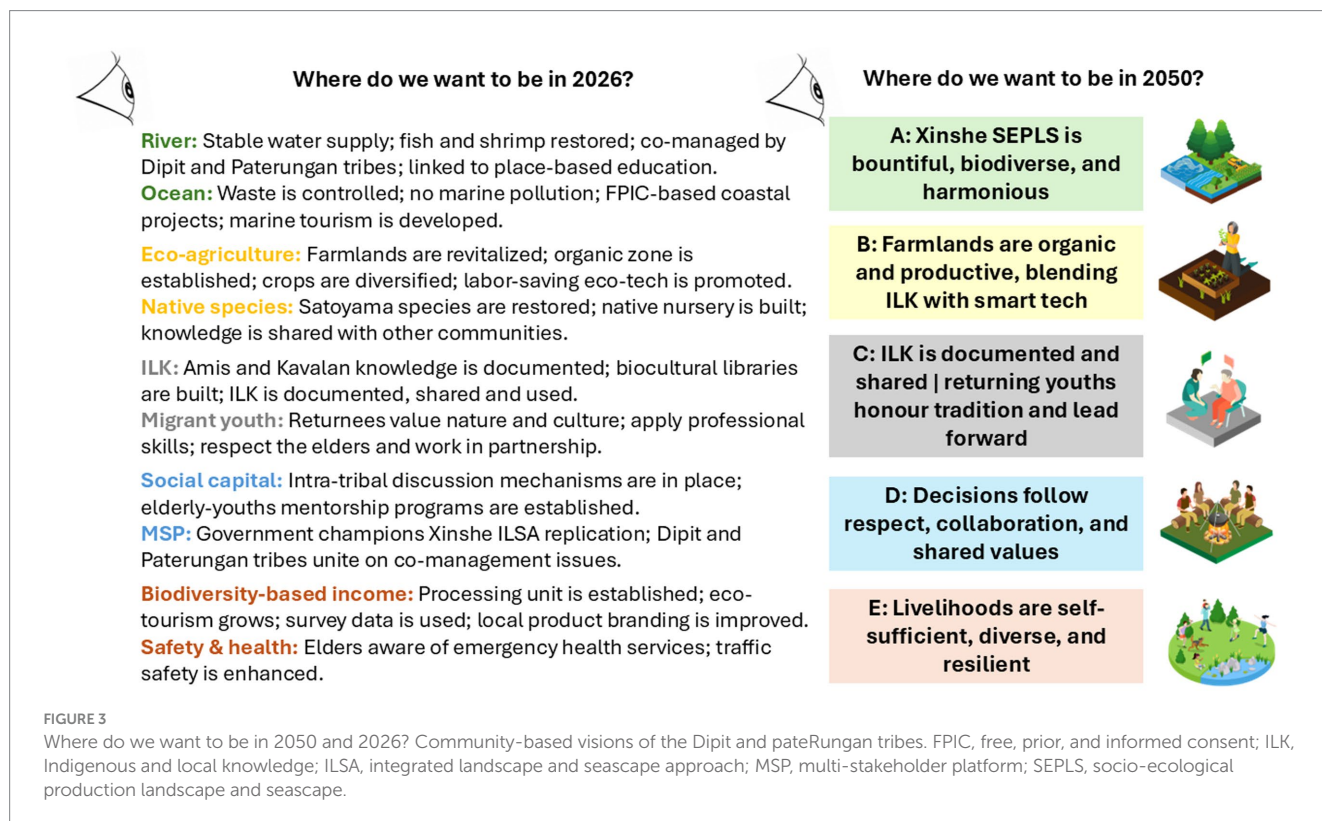 Where do we want to be in 2026?
River: Stable water supply; fish and shrimp restored; co-managed by
Dipit and Paterungan tribes; linked to place-based education.
Ocean: Waste is controlled; no marine pollution; FPIC-based coastal
projects; marine tourism is developed.
Eco-agriculture: Farmlands are revitalized; organic zone is
established; crops are diversified; labor-saving eco-tech is promoted.
Native species: Satoyama species are restored; native nursery is built;
knowledge is shared with other communities.
ILK: Amis and Kavalan knowledge is documented; biocultural libraries
are built; ILK is documented, shared and used.
Migrant youth: Returnees value nature and culture; apply professional
skills; respect the elders and work in partnership.
Social capital: Intra-tribal discussion mechanisms are in place;
elderly-youths mentorship programs are established.
MSP: Government champions Xinshe ILSA replication; Dipit and
Paterungan tribes unite on co-management issues.
Biodiversity-based income: Processing unit is established; eco-
tourism grows; survey data is used; local product branding is improved.
Safety & health: Elders aware of emergency health services; traffic
safety is enhanced.
Where do we want to be in 2050?
A: Xinshe SEPLS is
bountiful, biodiverse, and
harmonious
B: Farmlands are organic
and productive, blending
ILK with smart tech
C: ILK is documented and
shared | returning youths
honour tradition and lead
forward
D: Decisions follow
respect, collaboration, and
shared values
E: Livelihoods are self-
sufficient, diverse, and
resilient
FIGURE 3
Where do we want to be in 2050 and 2026? Community-based visions of the Dipit and pateRungan tribes. FPIC, free, prior, and informed consent; ILK,
Indigenous and local knowledge; ILSA, integrated landscape and seascape approach; MSP, multi-stakeholder platform; SEPLS, socio-ecological
production landscape and seascape.